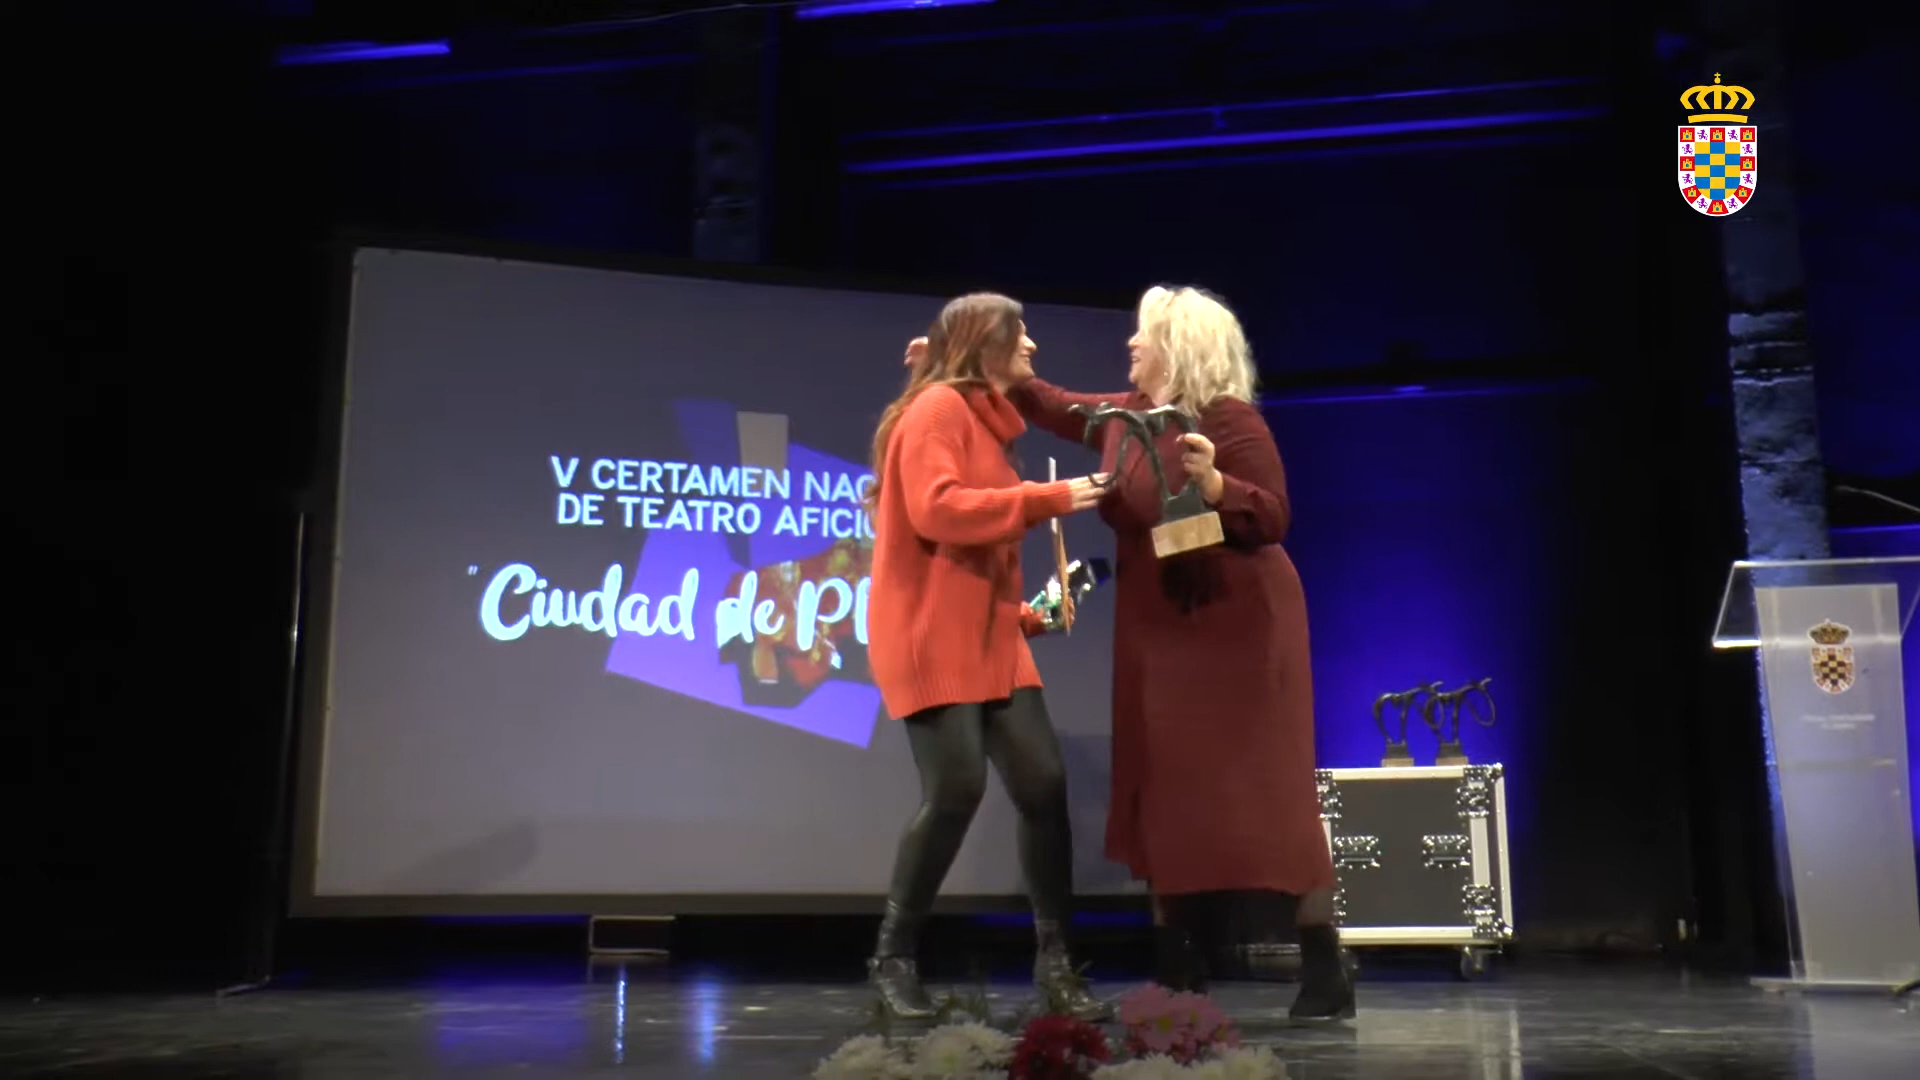 V CERTAMEN NAC
DE TEATRO AFICIO
"Ciudad de Pl